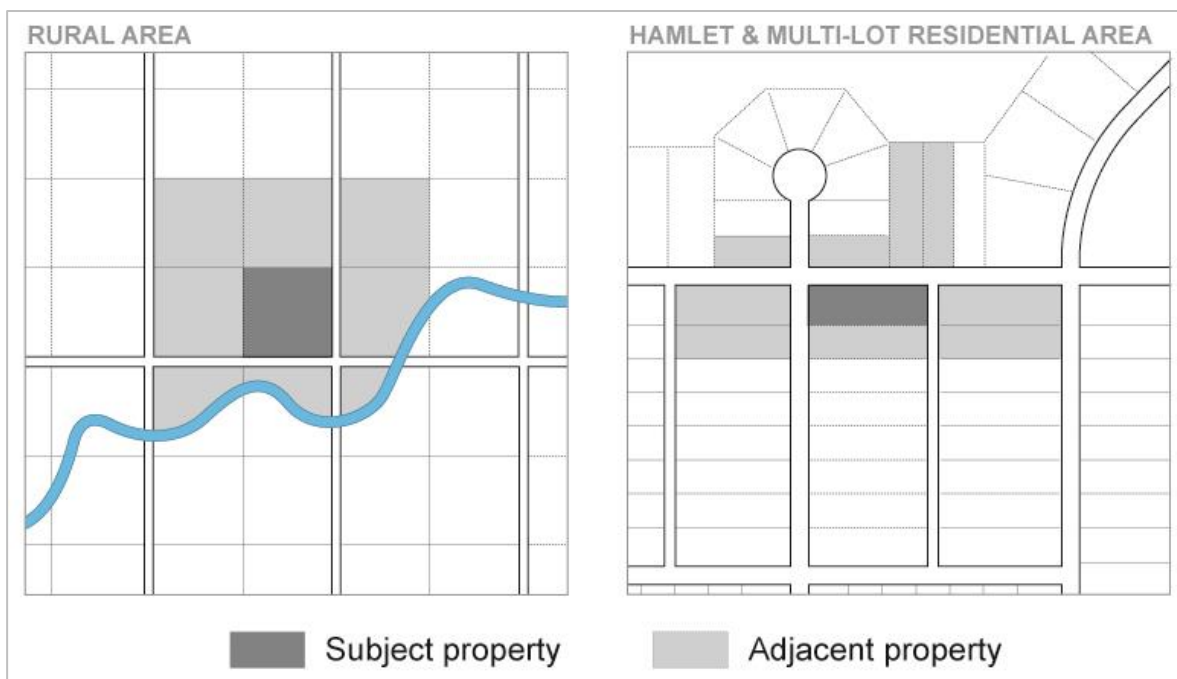 RURAL AREA
HAMLET & MULTI-LOT RESIDENTIAL AREA
Subject property
Adjacent property